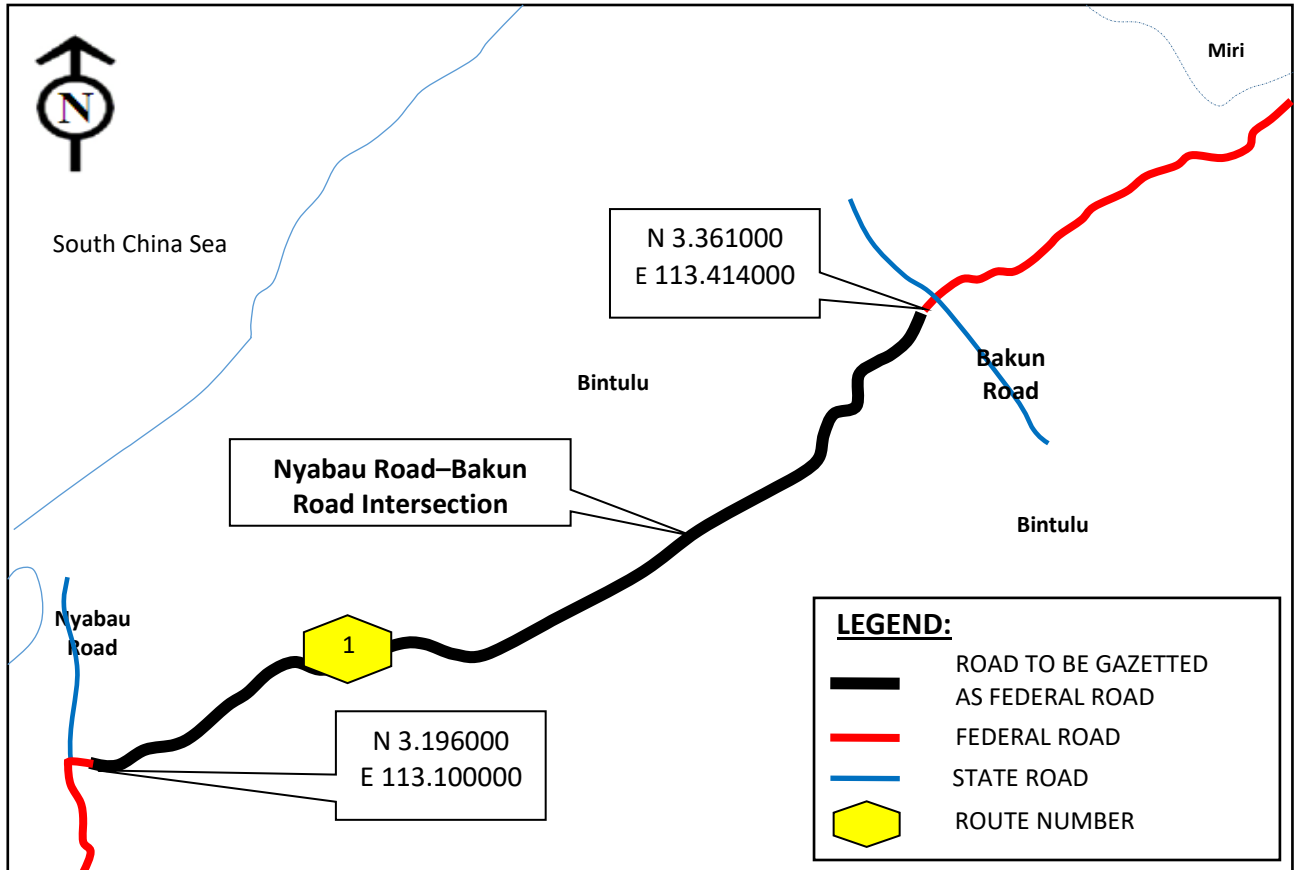 Miri
N
South China Sea
N 3.361000
E 113.414000
Bakun
Road
Bintulu
Nyabau Road–Bakun
Road Intersection
Bintulu
Nyabau
Road
1
N 3.196000
E 113.100000
LEGEND:
ROAD TO BE GAZETTED
AS FEDERAL ROAD
FEDERAL ROAD
STATE ROAD
ROUTE NUMBER